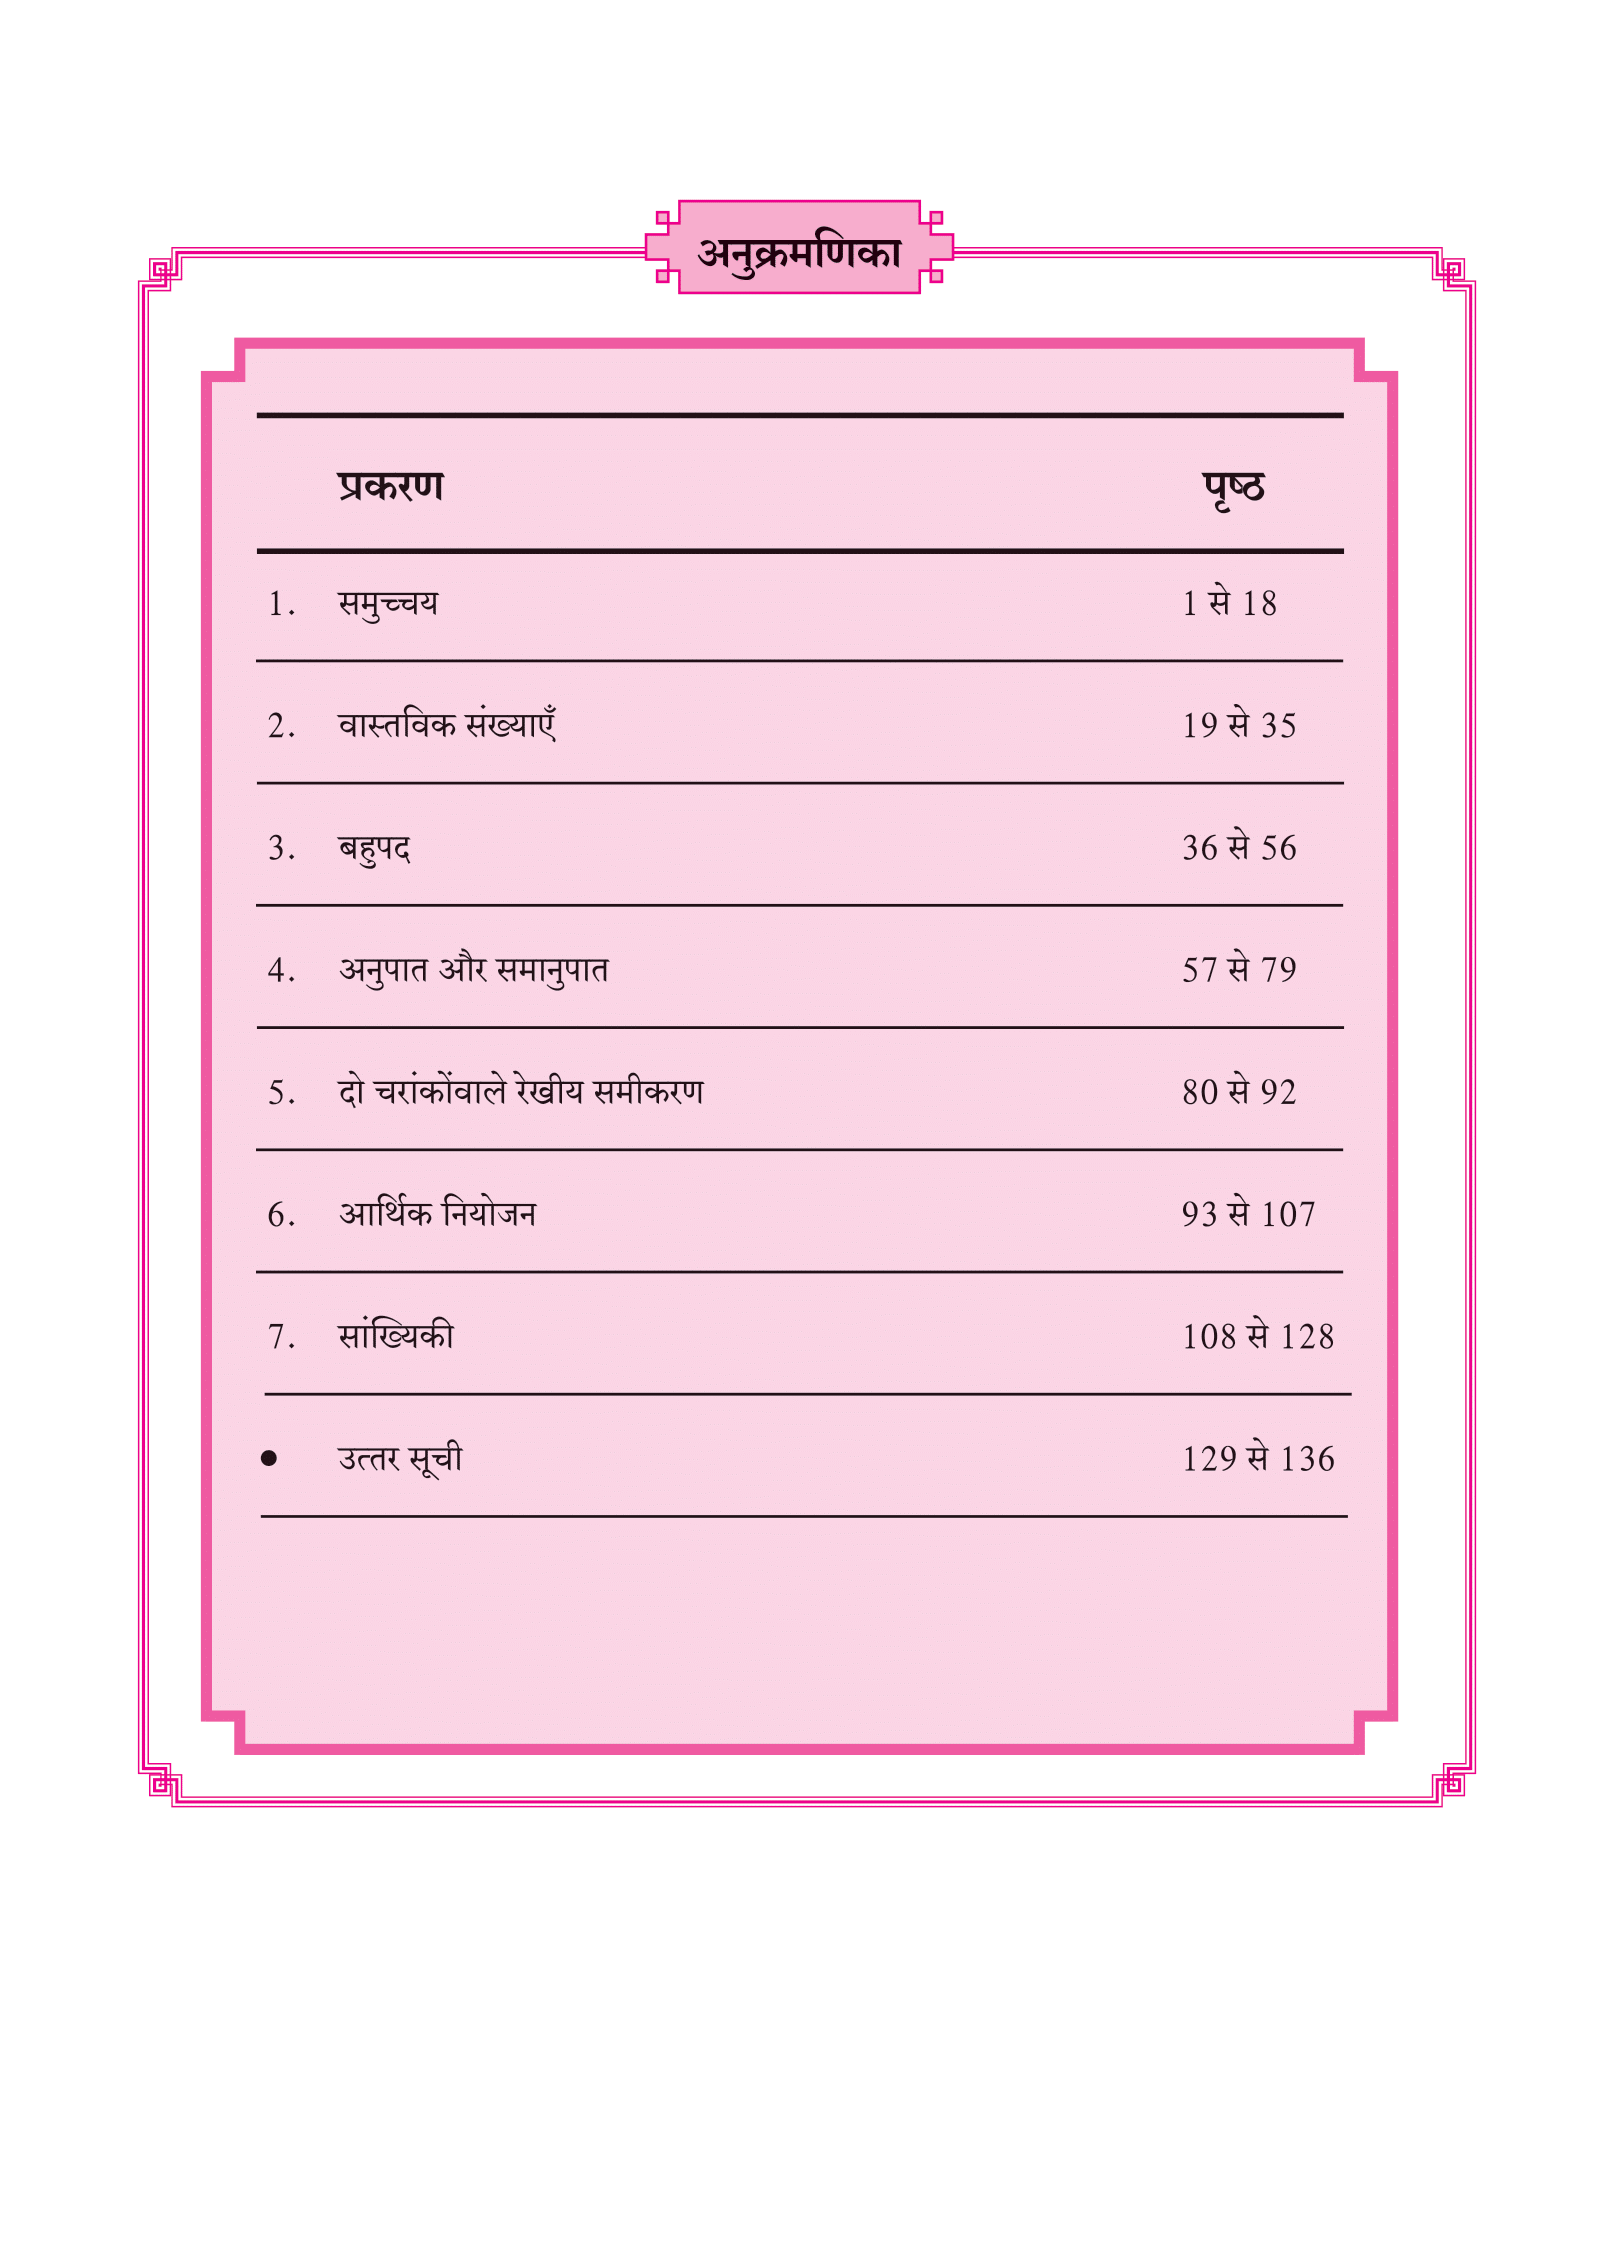 अनुक्रमणिका
प्रकरण पृष्ठ
1. समुच्चय 1 से 18
2. वास्तविक संख्याएँ 19 से 35
3. बहुपद 36 से 56
4. अनुपात और समानुपात 57 से 79
5. दो चरांकोंवाले रेखीय समीकरण 80 से 92
6. आर्थिक नियोजन 93 से 107
7. सांख्यिकी 108 से 128
● उत्तर सूची 129 से 136